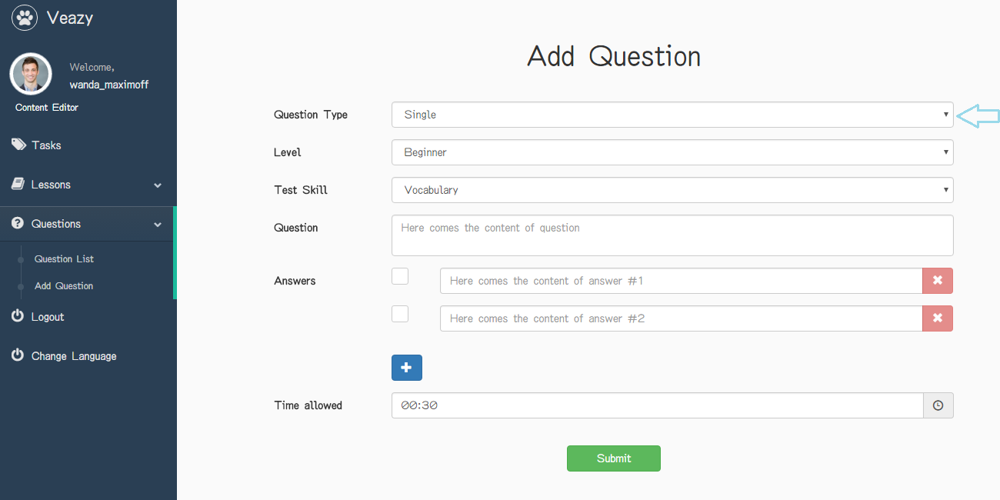 Veazy
Welcome,
wanda_maximoff
Content Editor
Tasks
Lessons
Questions
Question List
Add Question
Logout
Change Language
Add Question
Question Type
Single
Level
Beginner
Test Skill
Vocabulary
Question
Here comes the content of question
Answers
Here comes the content of answer #1
Here comes the content of answer #2
Time allowed
00:30
Submit